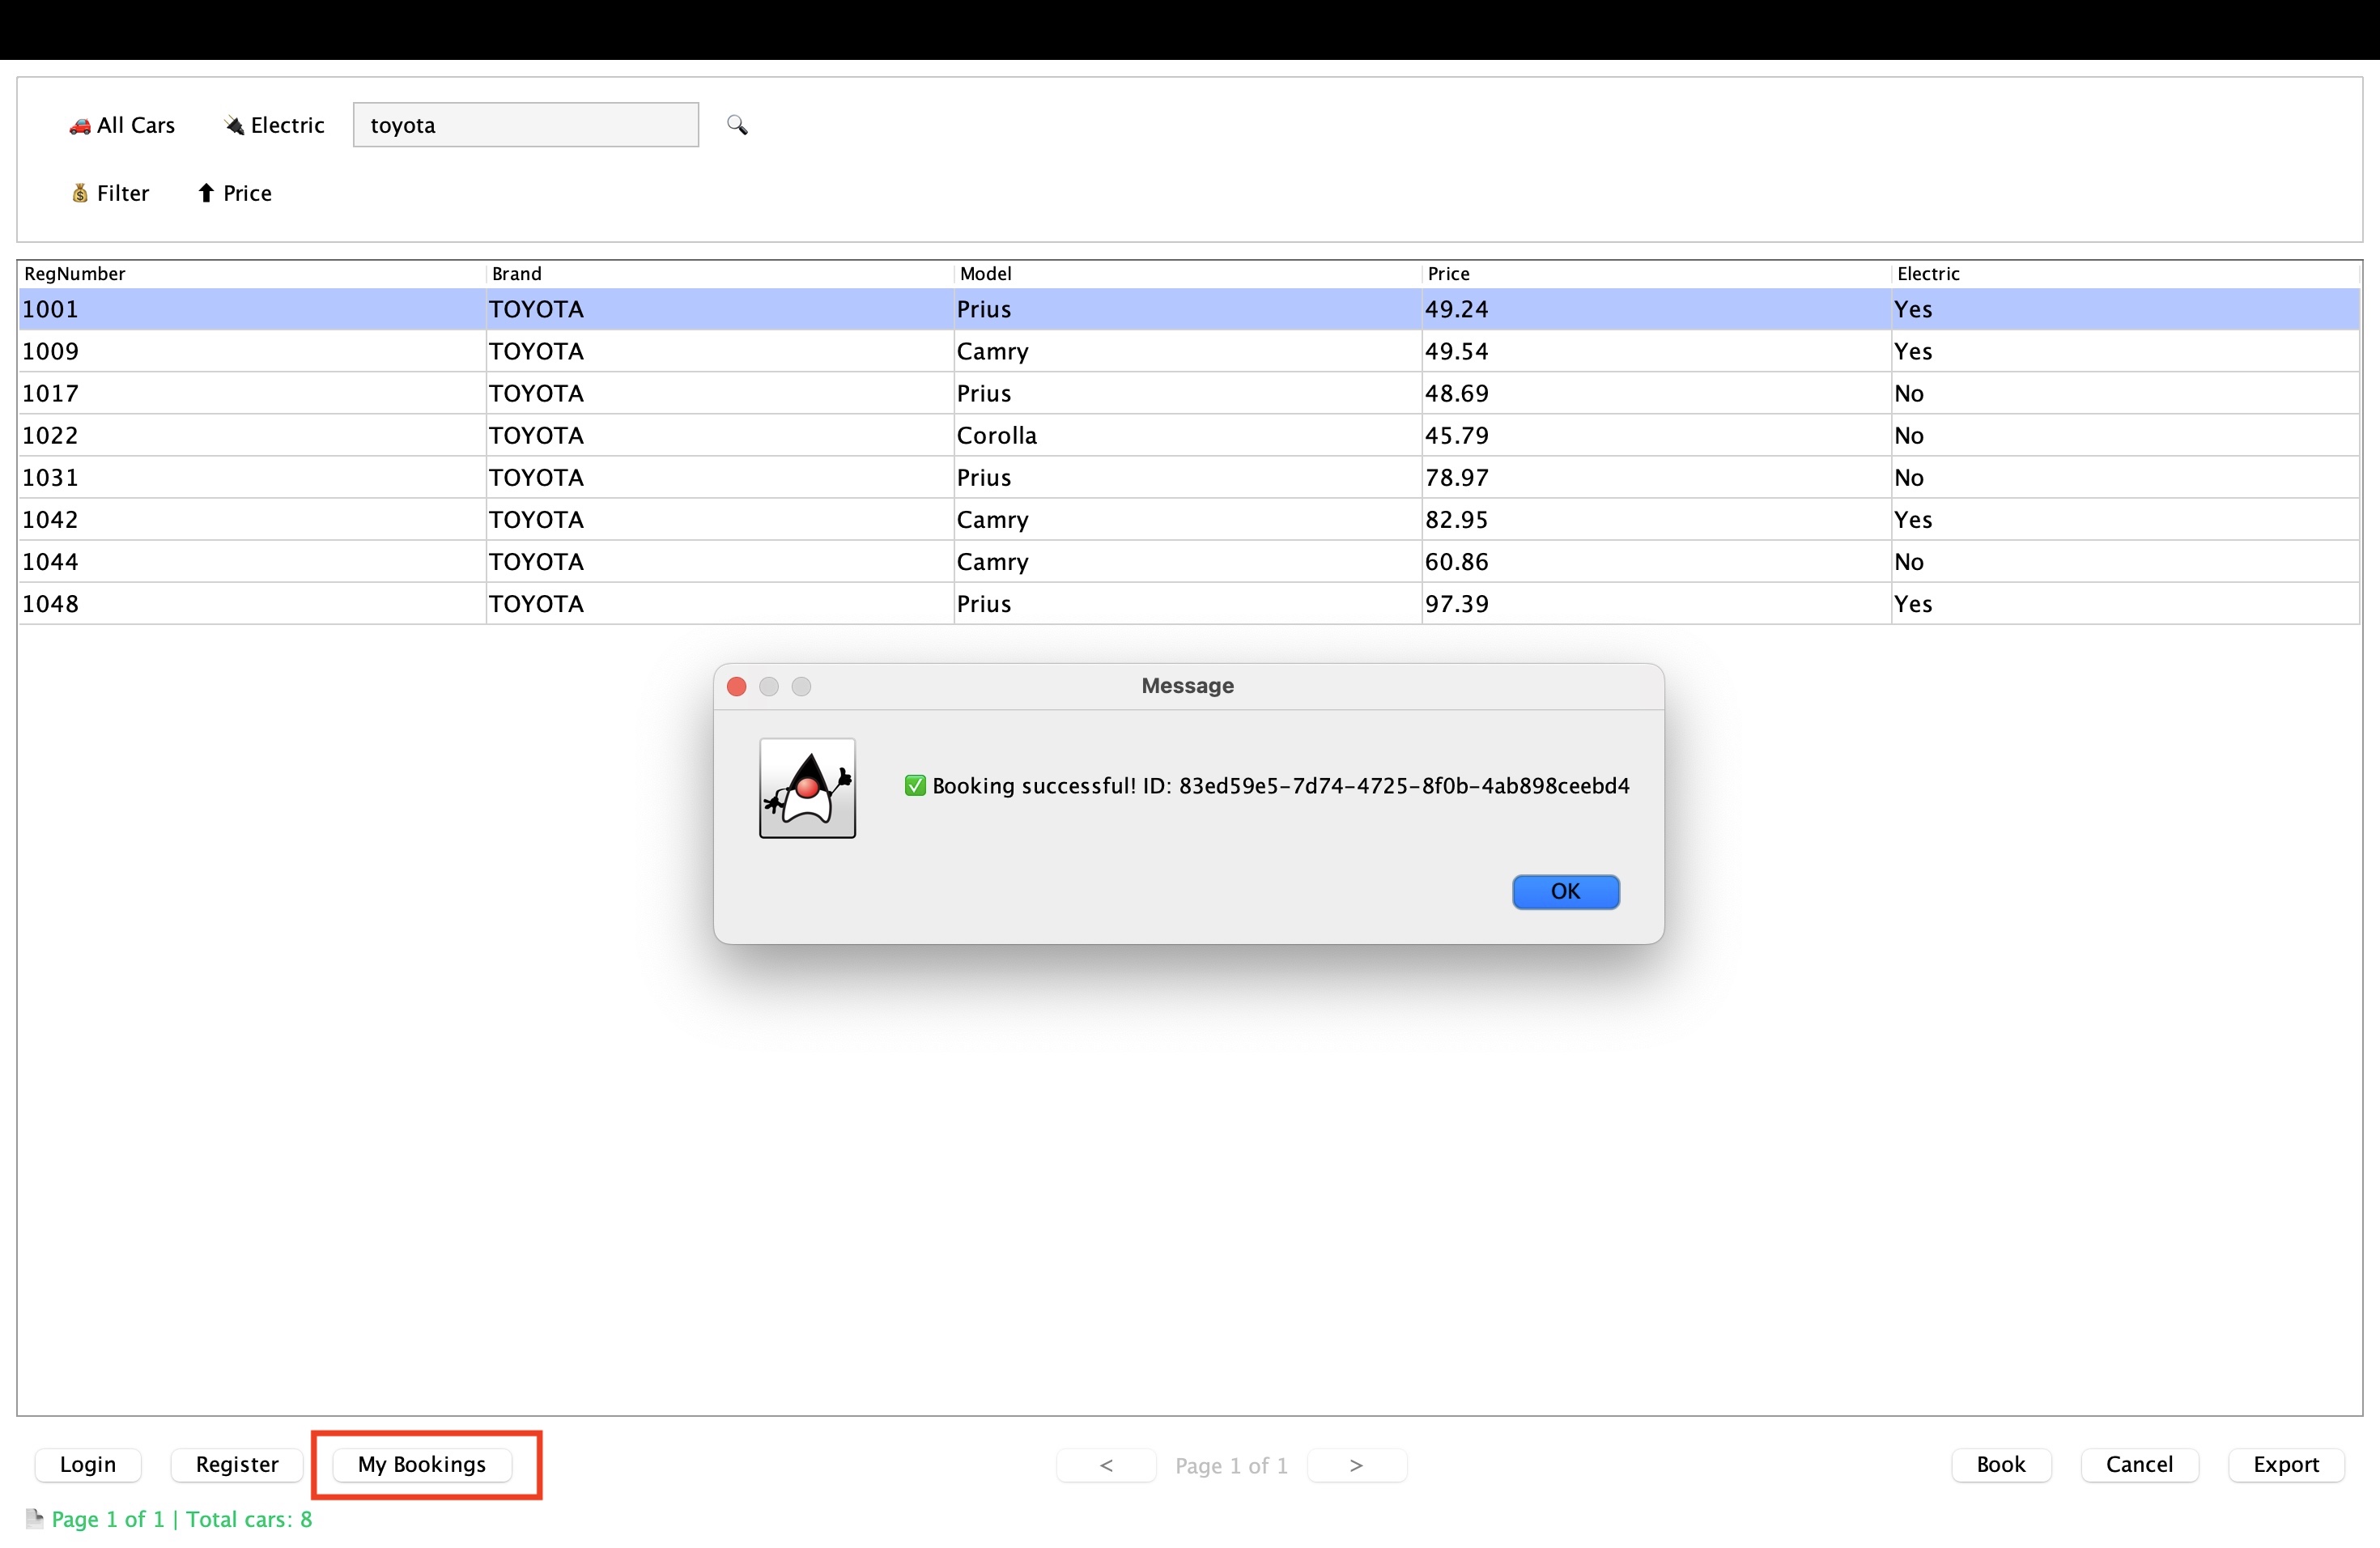 🚗 All Cars 🔌 Electric toyota 🔍
💰 Filter ⬆ Price
RegNumber Brand Model Price Electric
1001 TOYOTA Prius 49.24 Yes
1009 TOYOTA Camry 49.54 Yes
1017 TOYOTA Prius 48.69 No
1022 TOYOTA Corolla 45.79 No
1031 TOYOTA Prius 78.97 No
1042 TOYOTA Camry 82.95 Yes
1044 TOYOTA Camry 60.86 No
1048 TOYOTA Prius 97.39 Yes
Message
✅ Booking successful! ID: 83ed59e5-7d74-4725-8f0b-4ab898ceebd4
OK
Login Register My Bookings < Page 1 of 1 > Book Cancel Export
📄 Page 1 of 1 | Total cars: 8